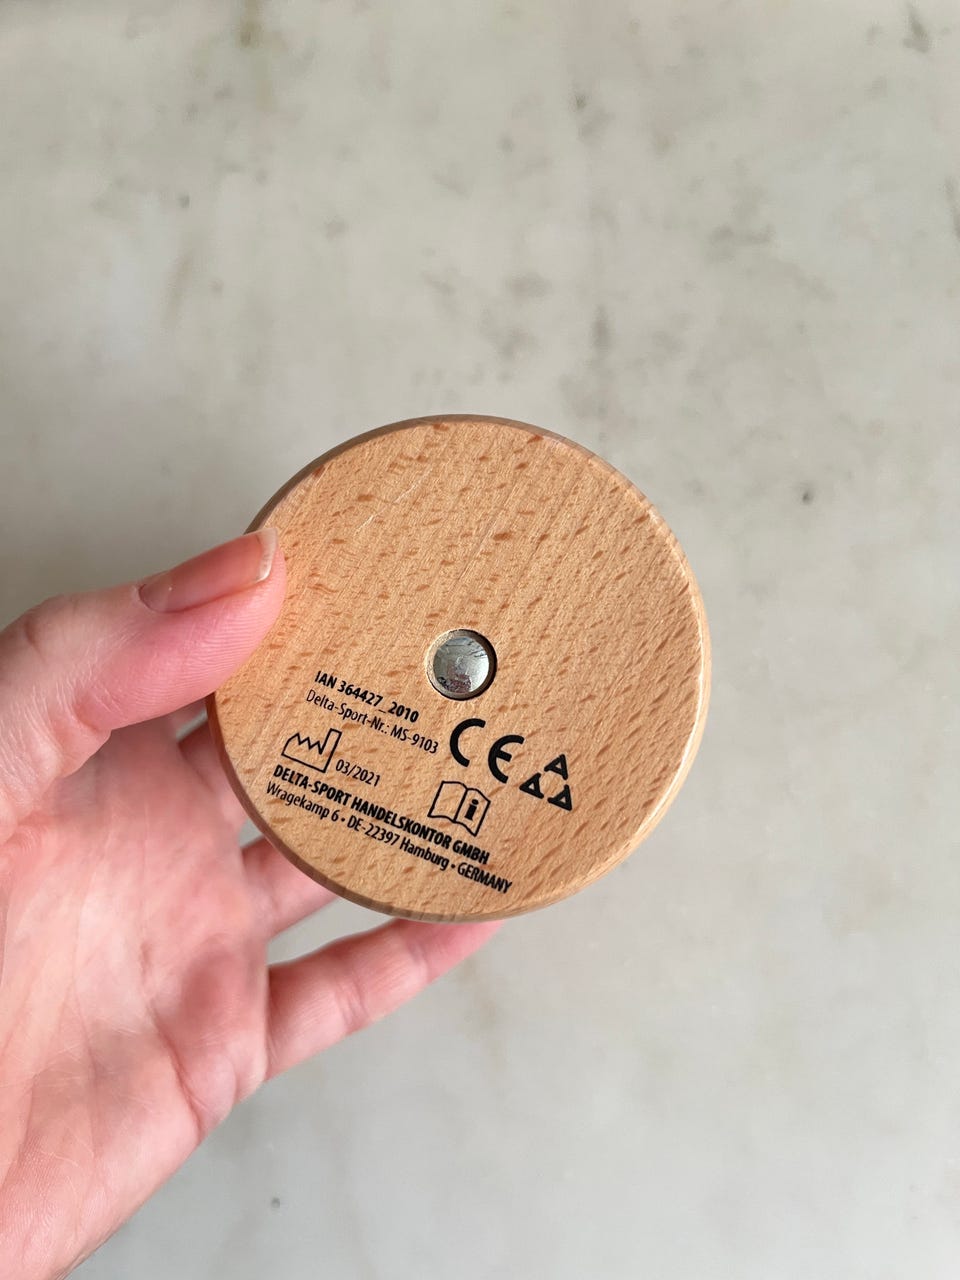 IAN 364427_2010
Delta-Sport-Nr.: MS-9103
CE
03/2021
DELTA-SPORT HANDELSKONTOR GMBH
Wragekamp 6 • DE-22397 Hamburg • GERMANY